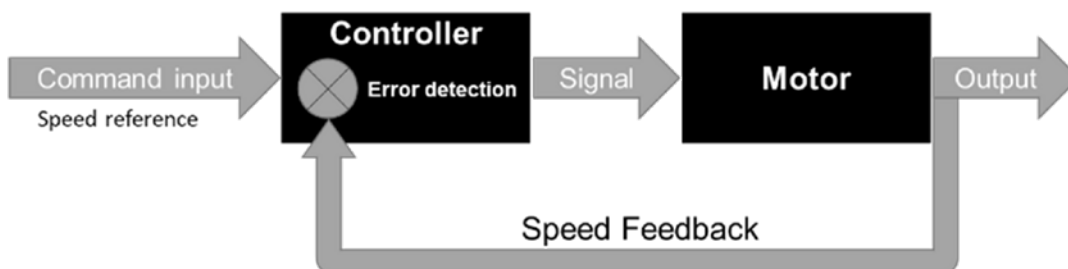 Controller
Command input
Error detection
Signal
Motor
Output
Speed reference
Speed Feedback